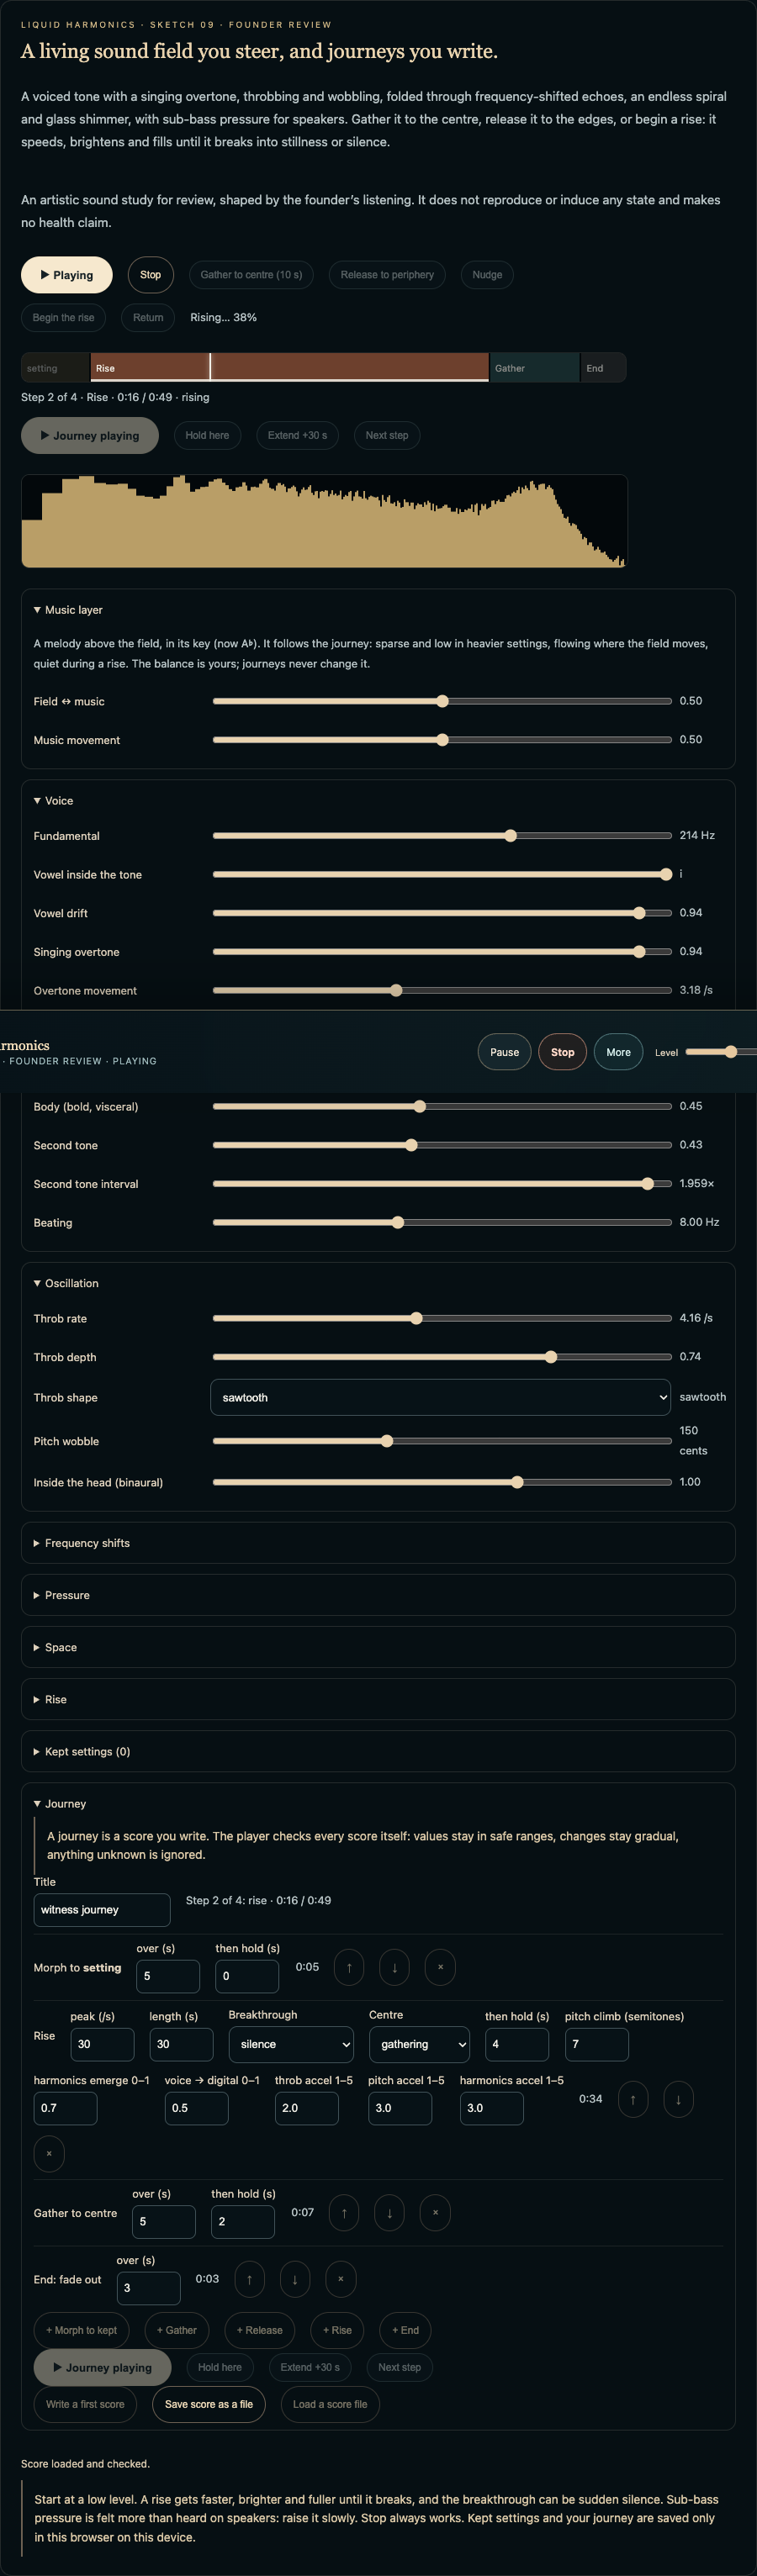 LIQUID HARMONICS · SKETCH 09 · FOUNDER REVIEW
A living sound field you steer, and journeys you write.
A voiced tone with a singing overtone, throbbing and wobbling, folded through frequency-shifted echoes, an endless spiral
and glass shimmer, with sub-bass pressure for speakers. Gather it to the centre, release it to the edges, or begin a rise: it
speeds, brightens and fills until it breaks into stillness or silence.
An artistic sound study for review, shaped by the founder's listening. It does not reproduce or induce any state and makes
no health claim.
▶ Playing Stop Gather to centre (10 s) Release to periphery Nudge
Begin the rise Return Rising... 38%
setting Rise Gather End
Step 2 of 4 · Rise · 0:16 / 0:49 · rising
▶ Journey playing Hold here Extend +30 s Next step
▼ Music layer
A melody above the field, in its key (now A♭). It follows the journey: sparse and low in heavier settings, flowing where the field moves,
quiet during a rise. The balance is yours; journeys never change it.
Field ↔ music 0.50
Music movement 0.50
▼ Voice
Fundamental 214 Hz
Vowel inside the tone i
Vowel drift 0.94
Singing overtone 0.94
Overtone movement 3.18 /s
rmonics
· FOUNDER REVIEW · PLAYING
Pause Stop More Level
Body (bold, visceral) 0.45
Second tone 0.43
Second tone interval 1.959×
Beating 8.00 Hz
▼ Oscillation
Throb rate 4.16 /s
Throb depth 0.74
Throb shape sawtooth sawtooth
Pitch wobble 150 cents
Inside the head (binaural) 1.00
▶ Frequency shifts
▶ Pressure
▶ Space
▶ Rise
▶ Kept settings (0)
▼ Journey
A journey is a score you write. The player checks every score itself: values stay in safe ranges, changes stay gradual,
anything unknown is ignored.
Title
witness journey Step 2 of 4: rise · 0:16 / 0:49
over (s) then hold (s)
Morph to setting 5 0 0:05 ↑ ↓ ×
peak (/s) length (s) Breakthrough Centre then hold (s) pitch climb (semitones)
Rise 30 30 silence gathering 4 7
harmonics emerge 0–1 voice → digital 0–1 throb accel 1–5 pitch accel 1–5 harmonics accel 1–5
0.7 0.5 2.0 3.0 3.0 0:34 ↑ ↓
×
over (s) then hold (s)
Gather to centre 5 2 0:07 ↑ ↓ ×
over (s)
End: fade out 3 0:03 ↑ ↓ ×
+ Morph to kept + Gather + Release + Rise + End
▶ Journey playing Hold here Extend +30 s Next step
Write a first score Save score as a file Load a score file
Score loaded and checked.
Start at a low level. A rise gets faster, brighter and fuller until it breaks, and the breakthrough can be sudden silence. Sub-bass
pressure is felt more than heard on speakers: raise it slowly. Stop always works. Kept settings and your journey are saved only
in this browser on this device.